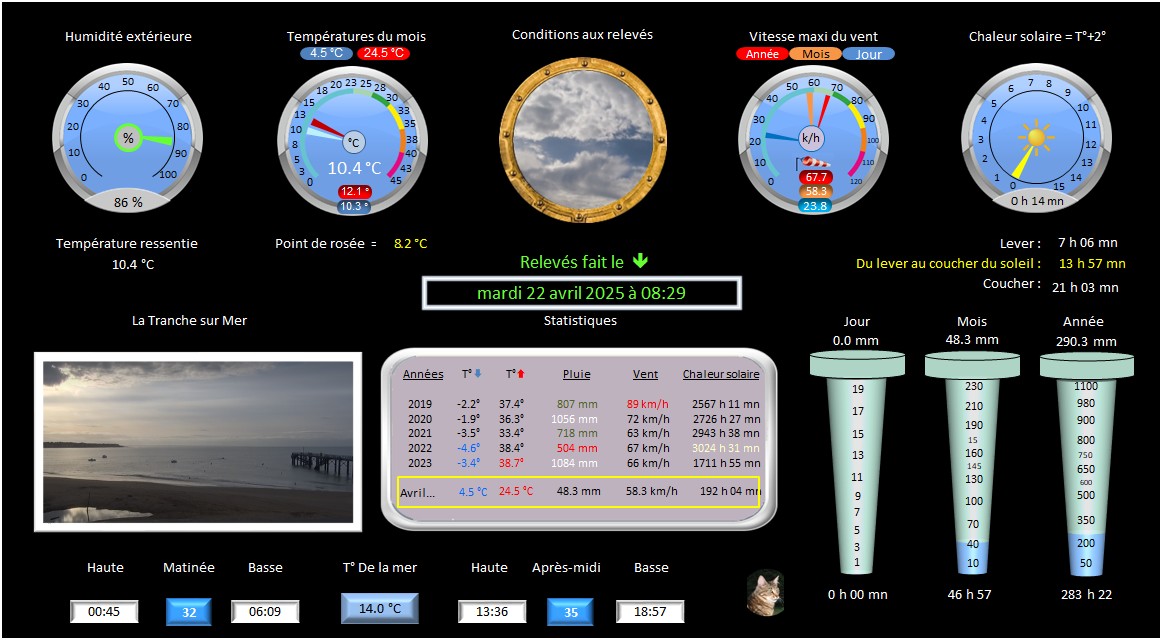 Humidité extérieure
Températures du mois
Conditions aux relevés
Vitesse maxi du vent
Chaleur solaire = T°+2°
4.5 °C 24.5 °C
Année Mois Jour
0 10 20 30 40 50 60 70 80 90 100
%
86 %
0 3 5 8 10 13 15 18 20 23 25 28 30 33 35 38 40 43 45
°C
10.4 °C
12.1 °
10.3 °
0 10 20 30 40 50 60 70 80 90 100 110 120
k/h
67.7
58.3
23.8
0 1 2 3 4 5 6 7 8 9 10 11 12 13 14 15
0 h 14 mn
Température ressentie
10.4 °C
Point de rosée = 8.2 °C
Relevés fait le
mardi 22 avril 2025 à 08:29
Lever : 7 h 06 mn
Du lever au coucher du soleil : 13 h 57 mn
Coucher : 21 h 03 mn
La Tranche sur Mer
Statistiques
Années T° T° Pluie Vent Chaleur solaire
2019 -2.2° 37.4° 807 mm 89 km/h 2567 h 11 mn
2020 -1.9° 36.3° 1056 mm 72 km/h 2726 h 27 mn
2021 -3.5° 33.4° 718 mm 63 km/h 2943 h 38 mn
2022 -4.6° 38.4° 504 mm 67 km/h 3024 h 31 mn
2023 -3.4° 38.7° 1084 mm 66 km/h 1711 h 55 mn
Avril... 4.5 °C 24.5 °C 48.3 mm 58.3 km/h 192 h 04 mn
Jour
0.0 mm
19
17
15
13
11
9
7
5
3
1
0 h 00 mn
Mois
48.3 mm
230
210
190
15
160
145
130
100
70
40
10
46 h 57
Année
290.3 mm
1100
980
900
800
750
650
600
500
350
200
50
283 h 22
Haute Matinée Basse
00:45 32 06:09
T° De la mer
14.0 °C
Haute Après-midi Basse
13:36 35 18:57